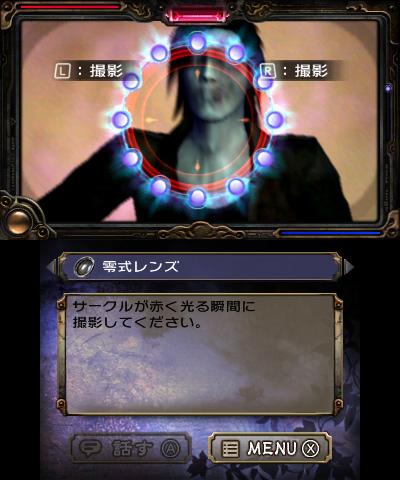 L：撮影
R：撮影
零式レンズ
サークルが赤く光る瞬間に
撮影してください。
話す A
MENU X